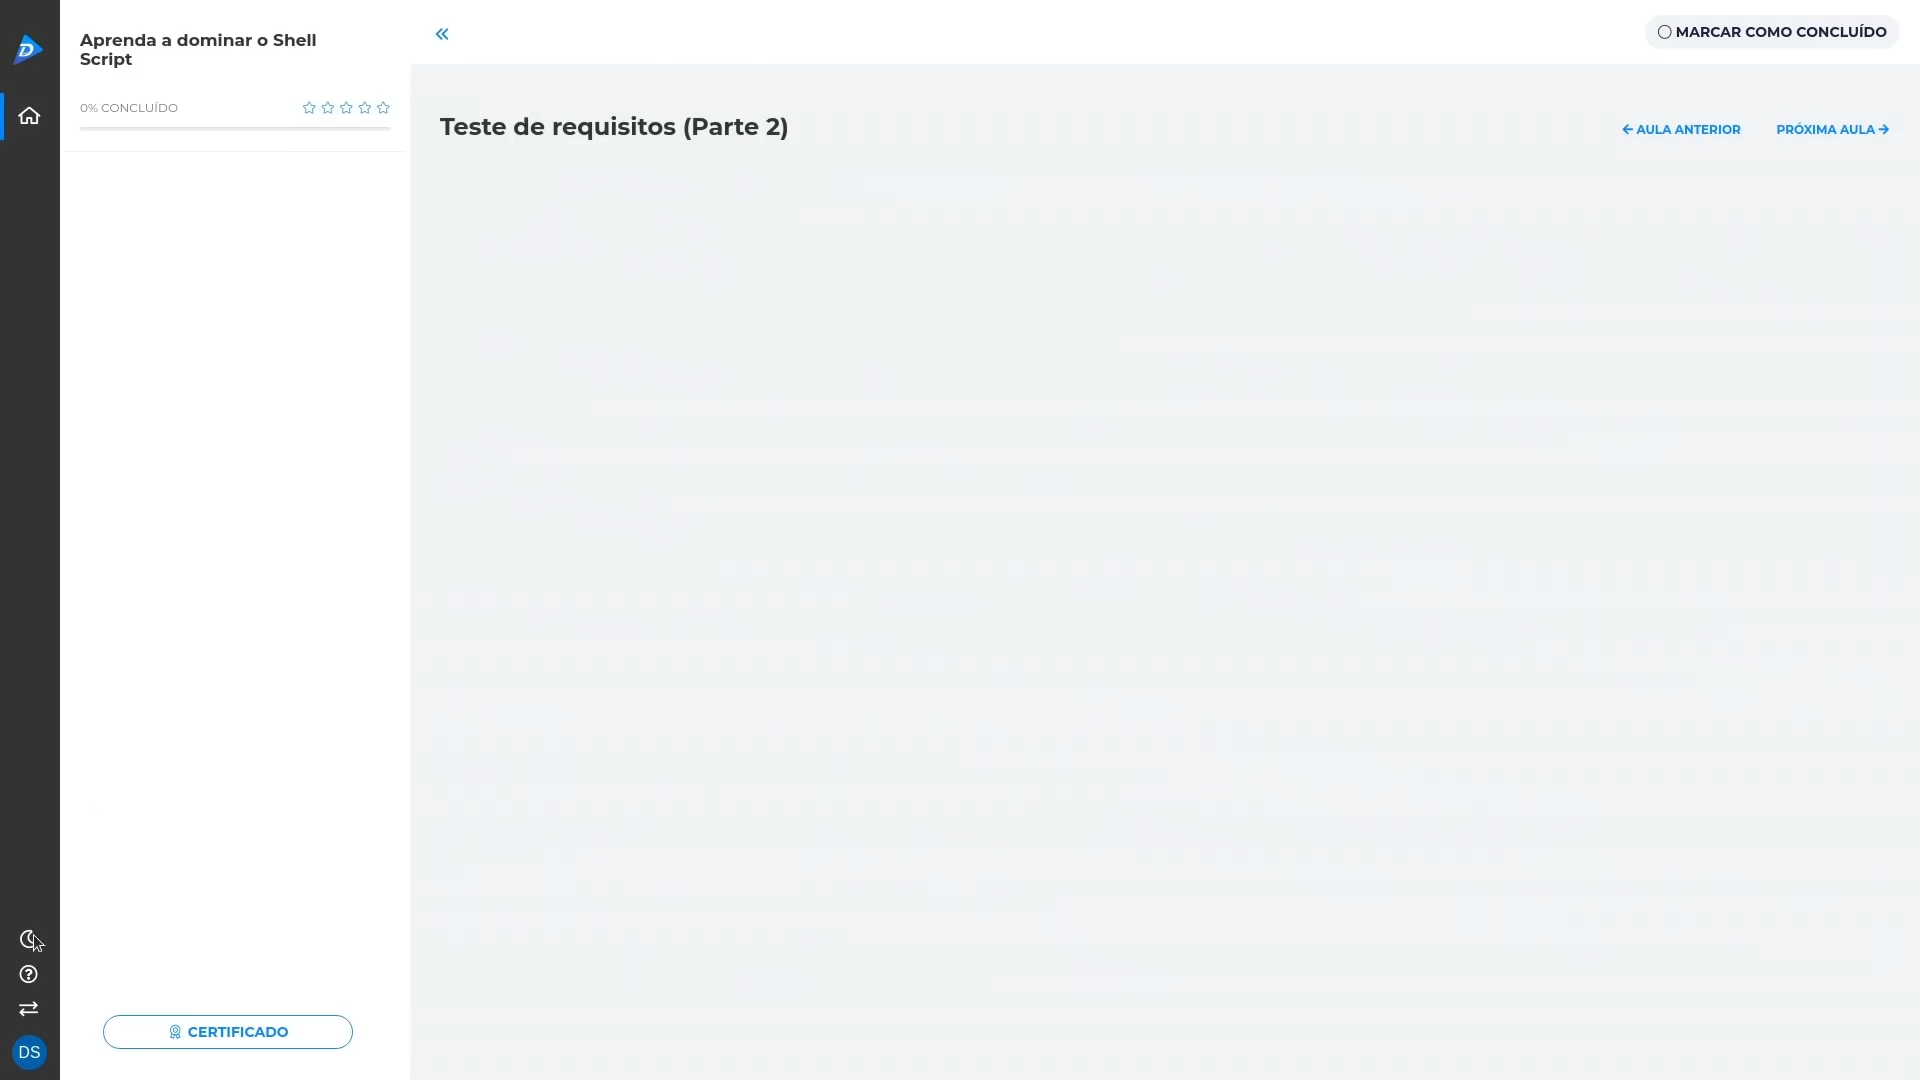 Aprenda a dominar o Shell
Script
0% CONCLUÍDO
MARCAR COMO CONCLUÍDO
Teste de requisitos (Parte 2)
AULA ANTERIOR
PRÓXIMA AULA
CERTIFICADO
DS